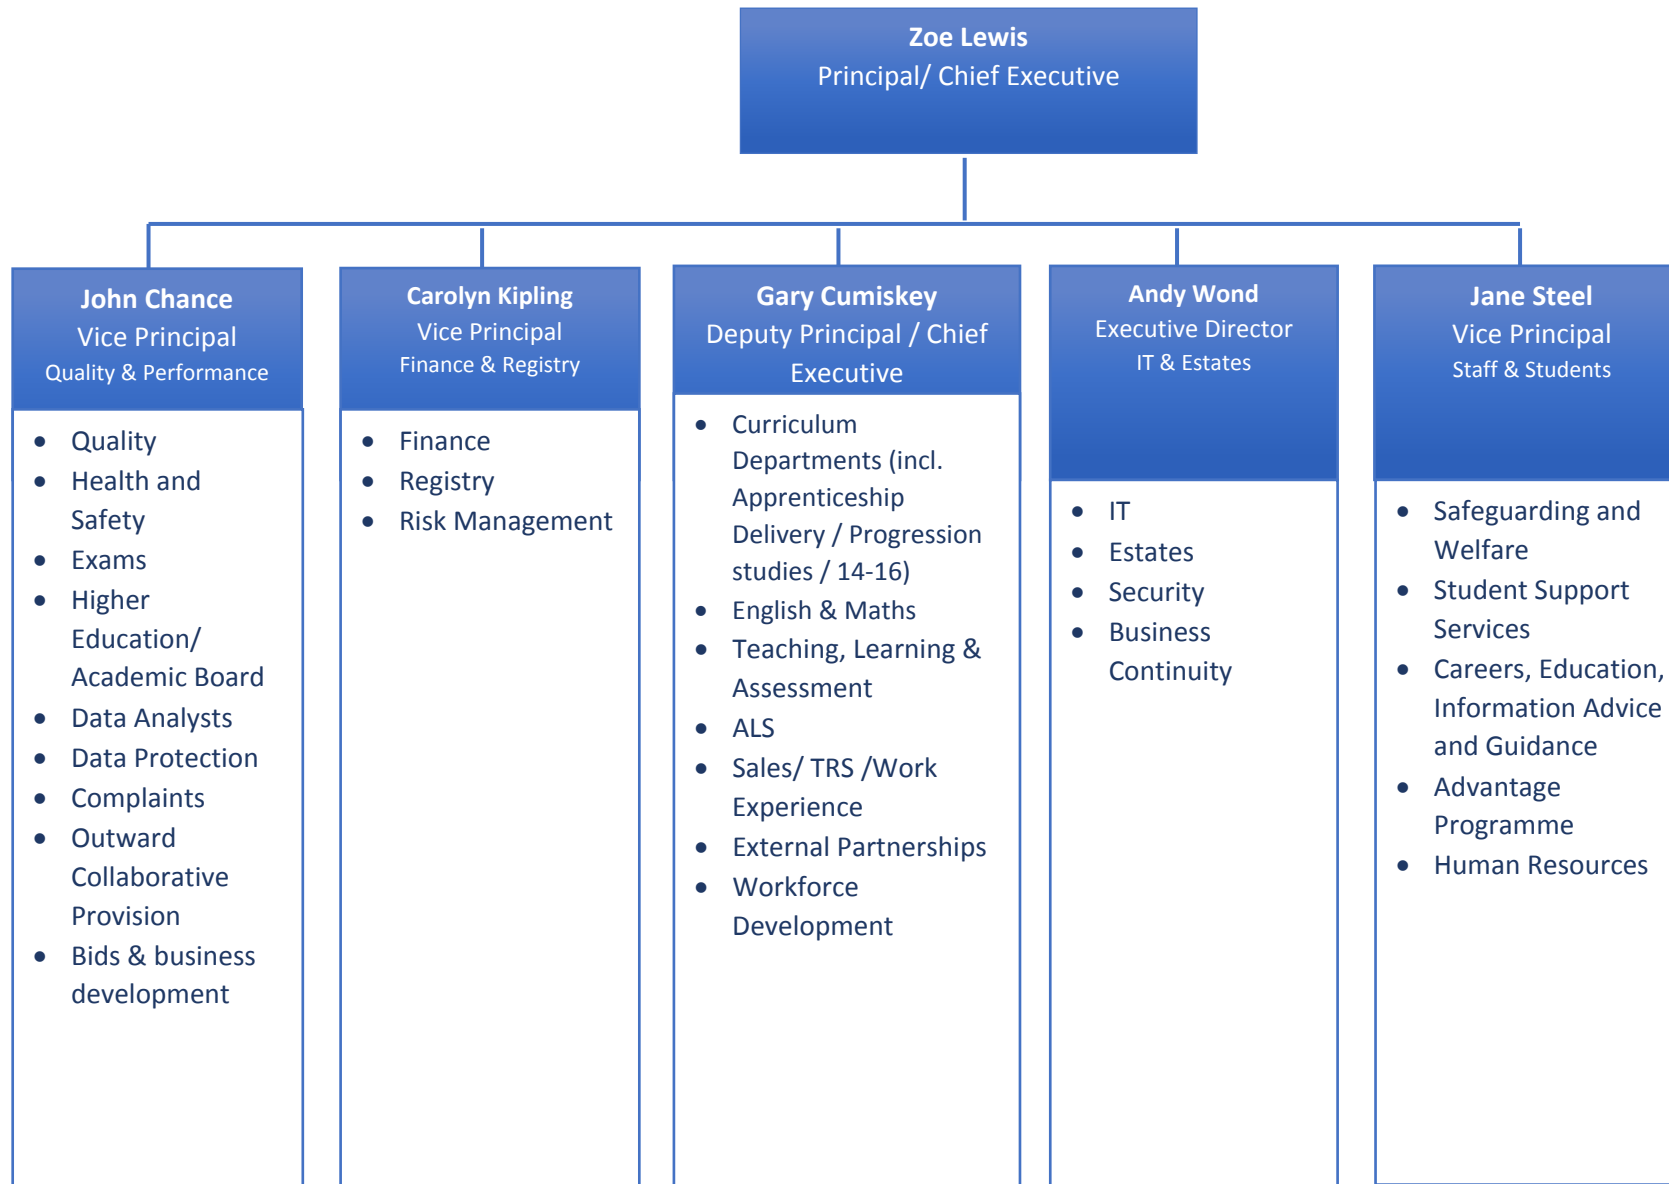 Zoe Lewis
Principal/ Chief Executive
John Chance
Vice Principal
Quality & Performance
• Quality
• Health and
Safety
• Exams
• Higher
Education/
Academic Board
• Data Analysts
• Data Protection
• Complaints
• Outward
Collaborative
Provision
• Bids & business
development
Carolyn Kipling
Vice Principal
Finance & Registry
• Finance
• Registry
• Risk Management
Gary Cumiskey
Deputy Principal / Chief
Executive
• Curriculum
Departments (incl.
Apprenticeship
Delivery / Progression
studies / 14-16)
• English & Maths
• Teaching, Learning &
Assessment
• ALS
• Sales/ TRS /Work
Experience
• External Partnerships
• Workforce
Development
Andy Wond
Executive Director
IT & Estates
• IT
• Estates
• Security
• Business
Continuity
Jane Steel
Vice Principal
Staff & Students
• Safeguarding and
Welfare
• Student Support
Services
• Careers, Education,
Information Advice
and Guidance
• Advantage
Programme
• Human Resources